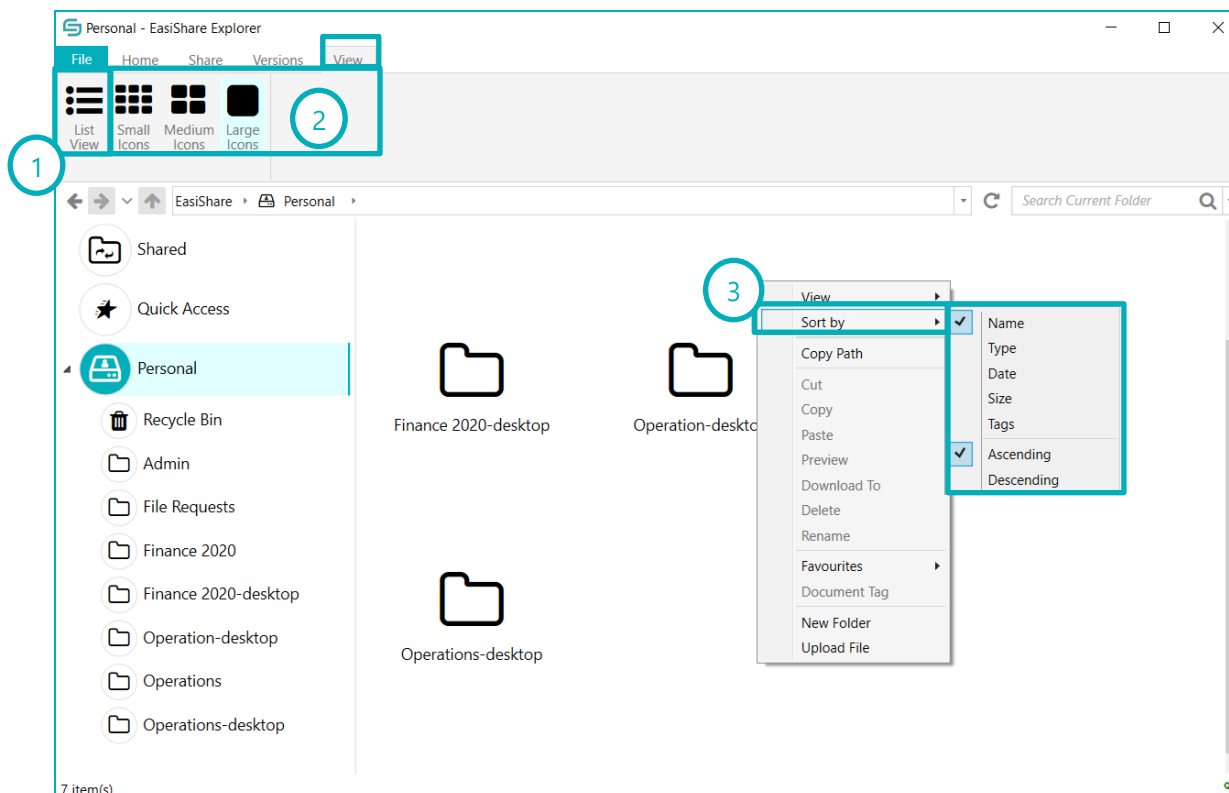 Personal - EasiShare Explorer
File Home Share Versions View
List View
Small Icons
Medium Icons
Large Icons
2
1
EasiShare Personal
Search Current Folder
Shared
Quick Access
Personal
Recycle Bin
Admin
File Requests
Finance 2020
Finance 2020-desktop
Operation-desktop
Operations
Operations-desktop
Finance 2020-desktop
Operation-deskto
Operations-desktop
3
View
Sort by
Copy Path
Cut
Copy
Paste
Preview
Download To
Delete
Rename
Favourites
Document Tag
New Folder
Upload File
Name
Type
Date
Size
Tags
Ascending
Descending
7 item(s)